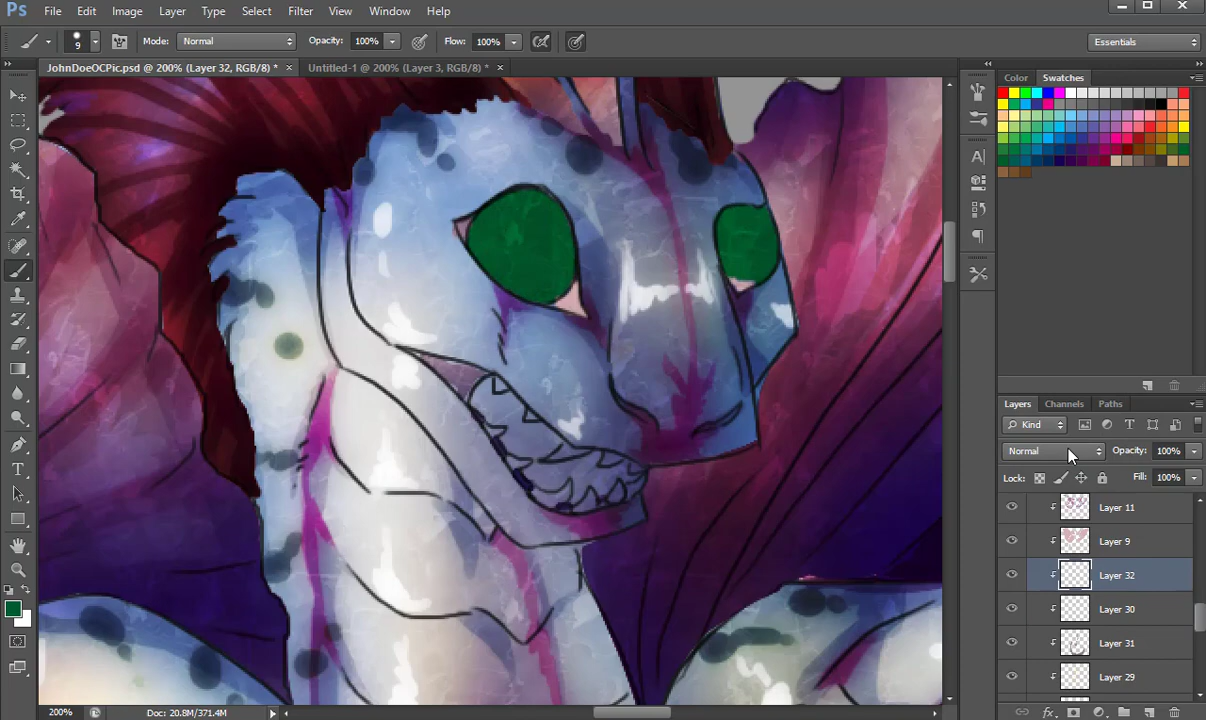 Ps File Edit Image Layer Type Select Filter View Window Help
9 Mode: Normal Opacity: 100% Flow: 100% Essentials
JohnDoeOCPic.psd @ 200% (Layer 32, RGB/8) * × Untitled-1 @ 200% (Layer 3, RGB/8) * ×
Color Swatches
Layers Channels Paths
Kind
Normal Opacity: 100%
Lock: Fill: 100%
Layer 11
Layer 9
Layer 32
Layer 30
Layer 31
Layer 29
200% Doc: 20.8M/371.4M